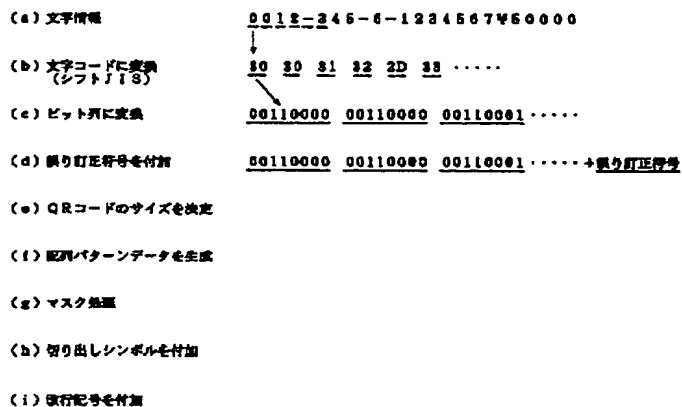 (a) 文字情報 0012-345-6-1234567¥50000
(b) 文字コードに変換 30 30 31 32 2D 33 ・・・・・
(シフトJIS)
(c) ビット列に変換 00110000 00110000 00110001 ・・・・・
(d) 誤り訂正符号を付加 00110000 00110000 00110001 ・・・・・+誤り訂正符号
(e) QRコードのサイズを決定
(f) 配列パターンデータを生成
(g) マスク処理
(h) 切り出しシンボルを付加
(i) 改行記号を付加